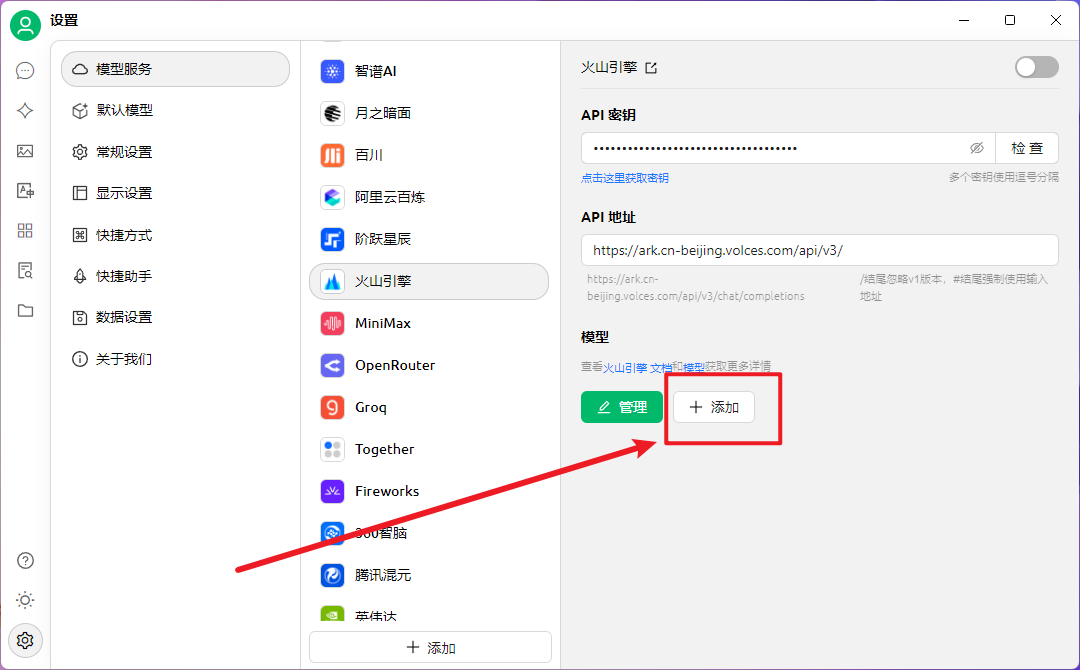 设置
模型服务
默认模型
常规设置
显示设置
快捷方式
快捷助手
数据设置
关于我们
智谱AI
月之暗面
百川
阿里云百炼
阶跃星辰
火山引擎
MiniMax
OpenRouter
Groq
Together
Fireworks
360智脑
腾讯混元
英伟达
添加
火山引擎
API 密钥
检 查
点击这里获取密钥
多个密钥使用逗号分隔
API 地址
https://ark.cn-beijing.volces.com/api/v3/
https://ark.cn-
beijing.volces.com/api/v3/chat/completions
/结尾忽略v1版本，#结尾强制使用输入
地址
模型
查看火山引擎 文档和模型获取更多详情
管理
添加